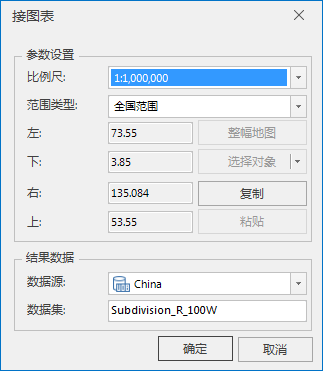 接图表
参数设置
比例尺: 1:1,000,000
范围类型: 全国范围
左: 73.55 整幅地图
下: 3.85 选择对象
右: 135.084 复制
上: 53.55 粘贴
结果数据
数据源: China
数据集: Subdivision_R_100W
确定 取消